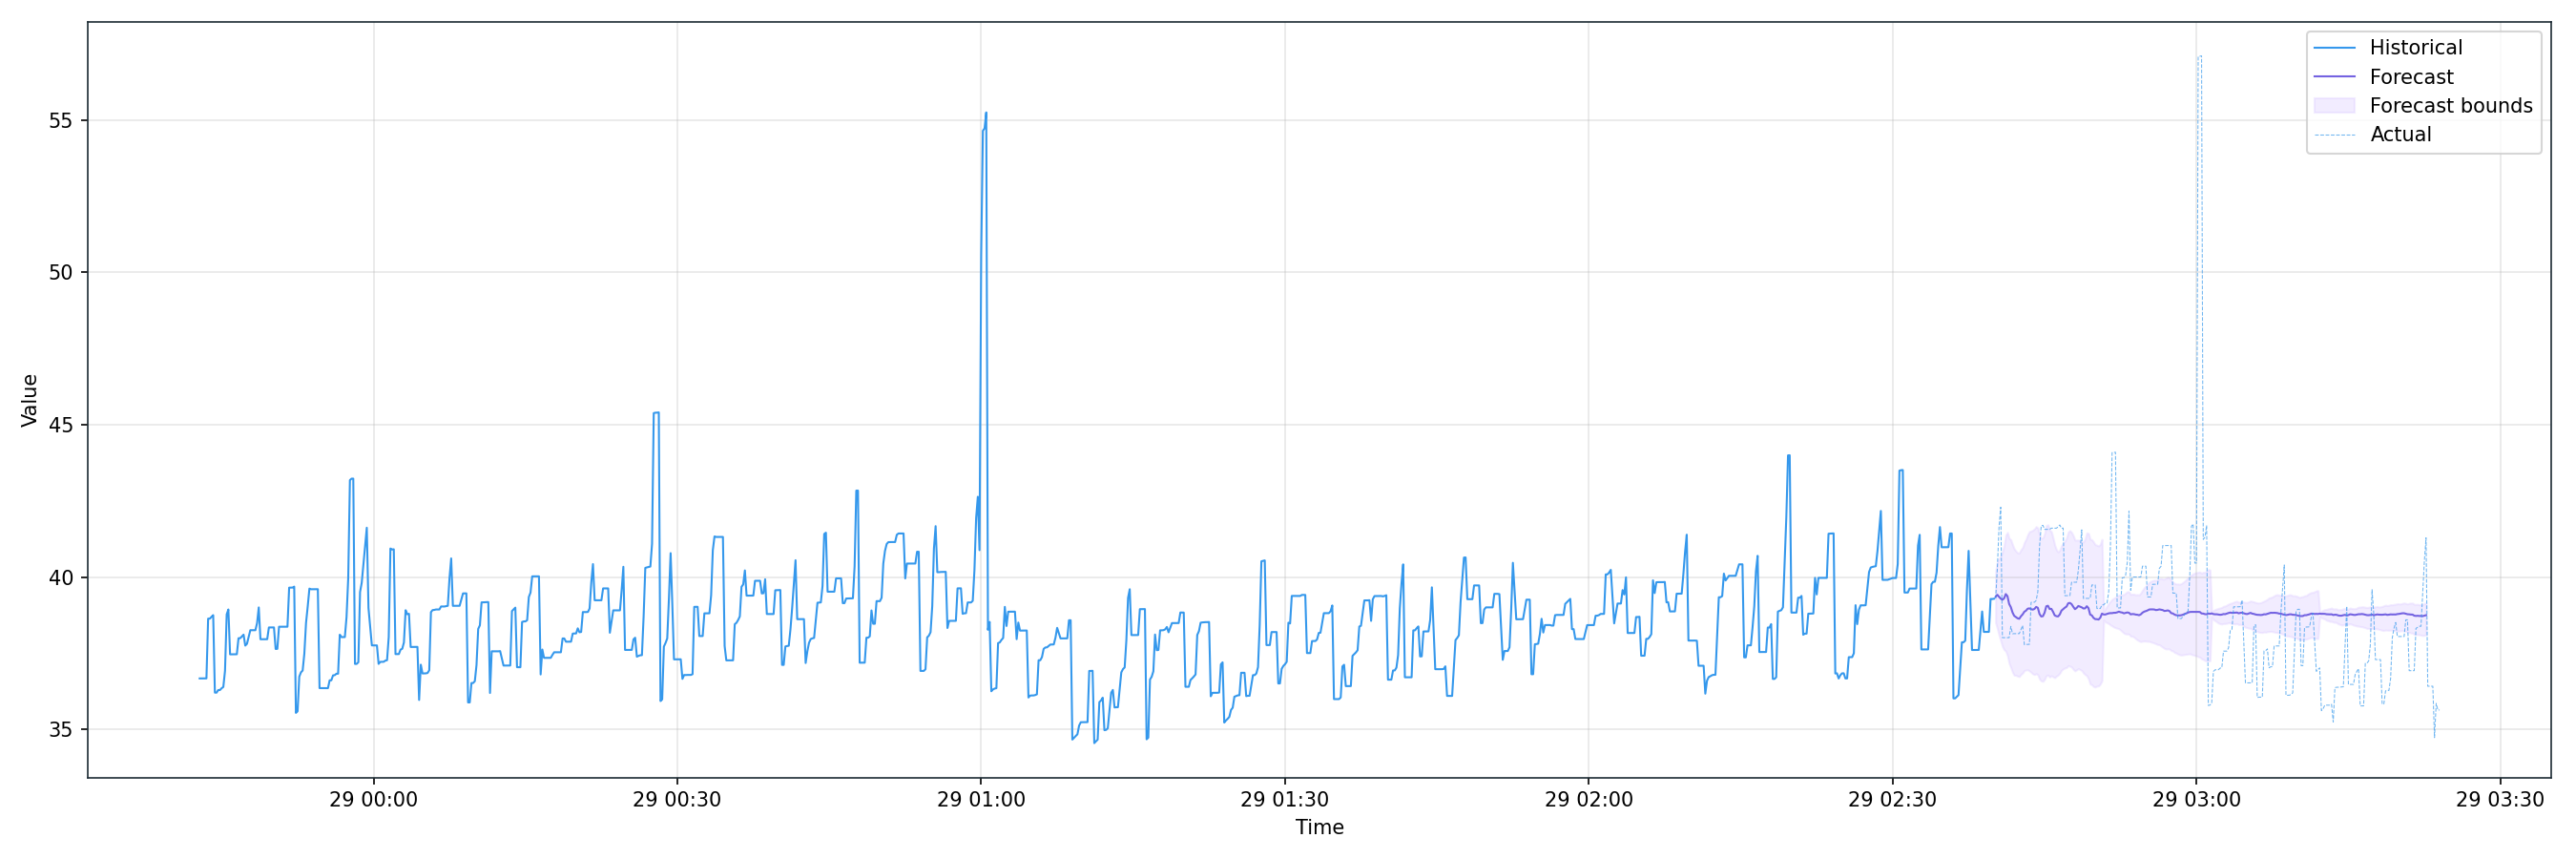 Historical
Forecast
Forecast bounds
Actual
55
50
45
40
35
Value
29 00:00
29 00:30
29 01:00
29 01:30
29 02:00
29 02:30
29 03:00
29 03:30
Time